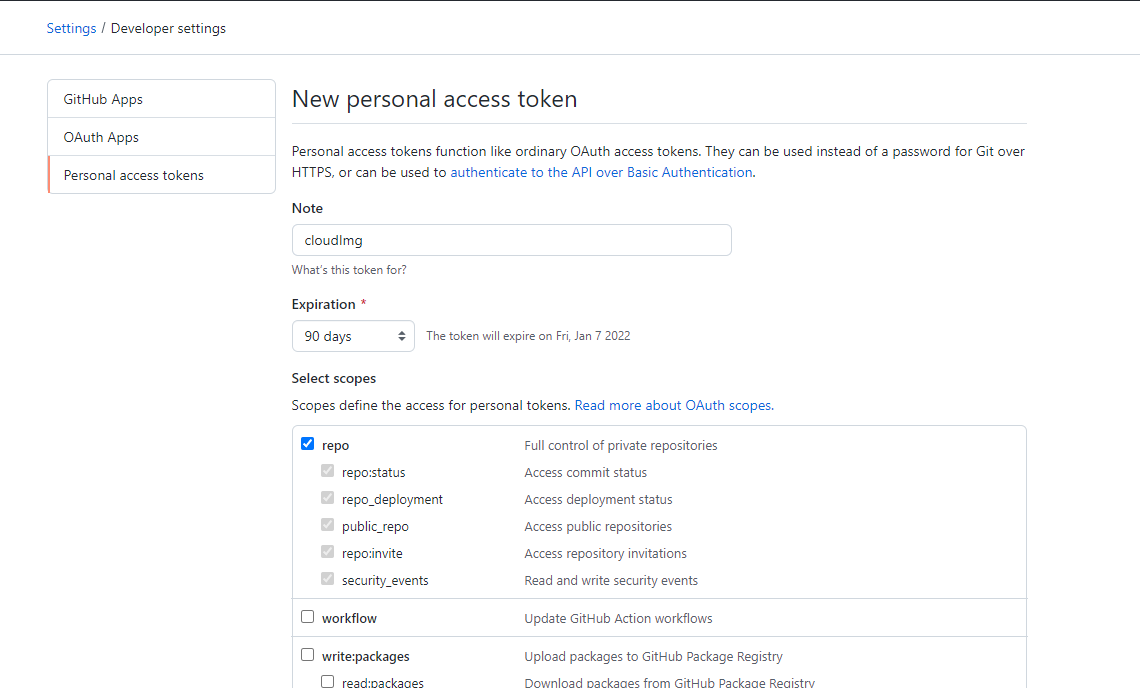 Settings / Developer settings
GitHub Apps
OAuth Apps
Personal access tokens
New personal access token
Personal access tokens function like ordinary OAuth access tokens. They can be used instead of a password for Git over
HTTPS, or can be used to authenticate to the API over Basic Authentication.
Note
cloudImg
What's this token for?
Expiration *
90 days The token will expire on Fri, Jan 7 2022
Select scopes
Scopes define the access for personal tokens. Read more about OAuth scopes.
repo Full control of private repositories
repo:status Access commit status
repo_deployment Access deployment status
public_repo Access public repositories
repo:invite Access repository invitations
security_events Read and write security events
workflow Update GitHub Action workflows
write:packages Upload packages to GitHub Package Registry
read:packages Download packages from GitHub Package Registry